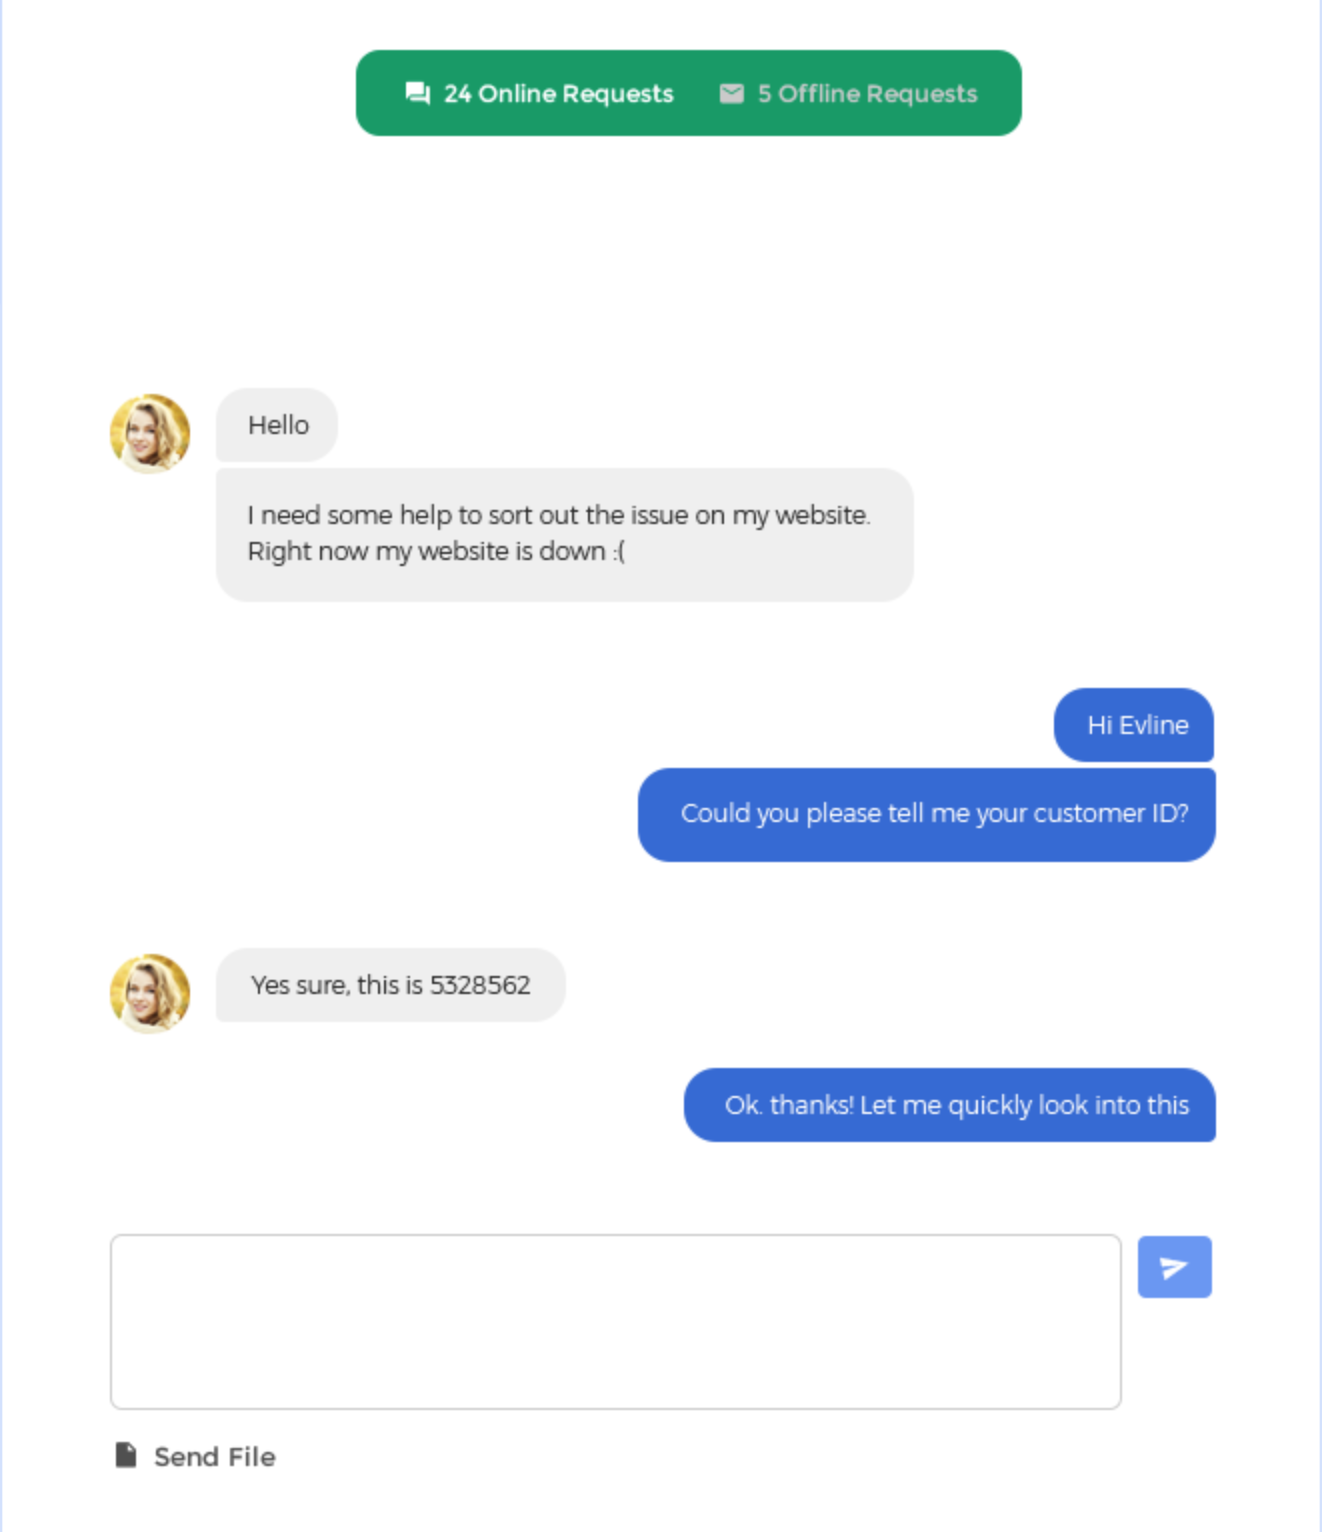 24 Online Requests 5 Offline Requests
Hello
I need some help to sort out the issue on my website.
Right now my website is down :(
Hi Evline
Could you please tell me your customer ID?
Yes sure, this is 5328562
Ok. thanks! Let me quickly look into this
Send File